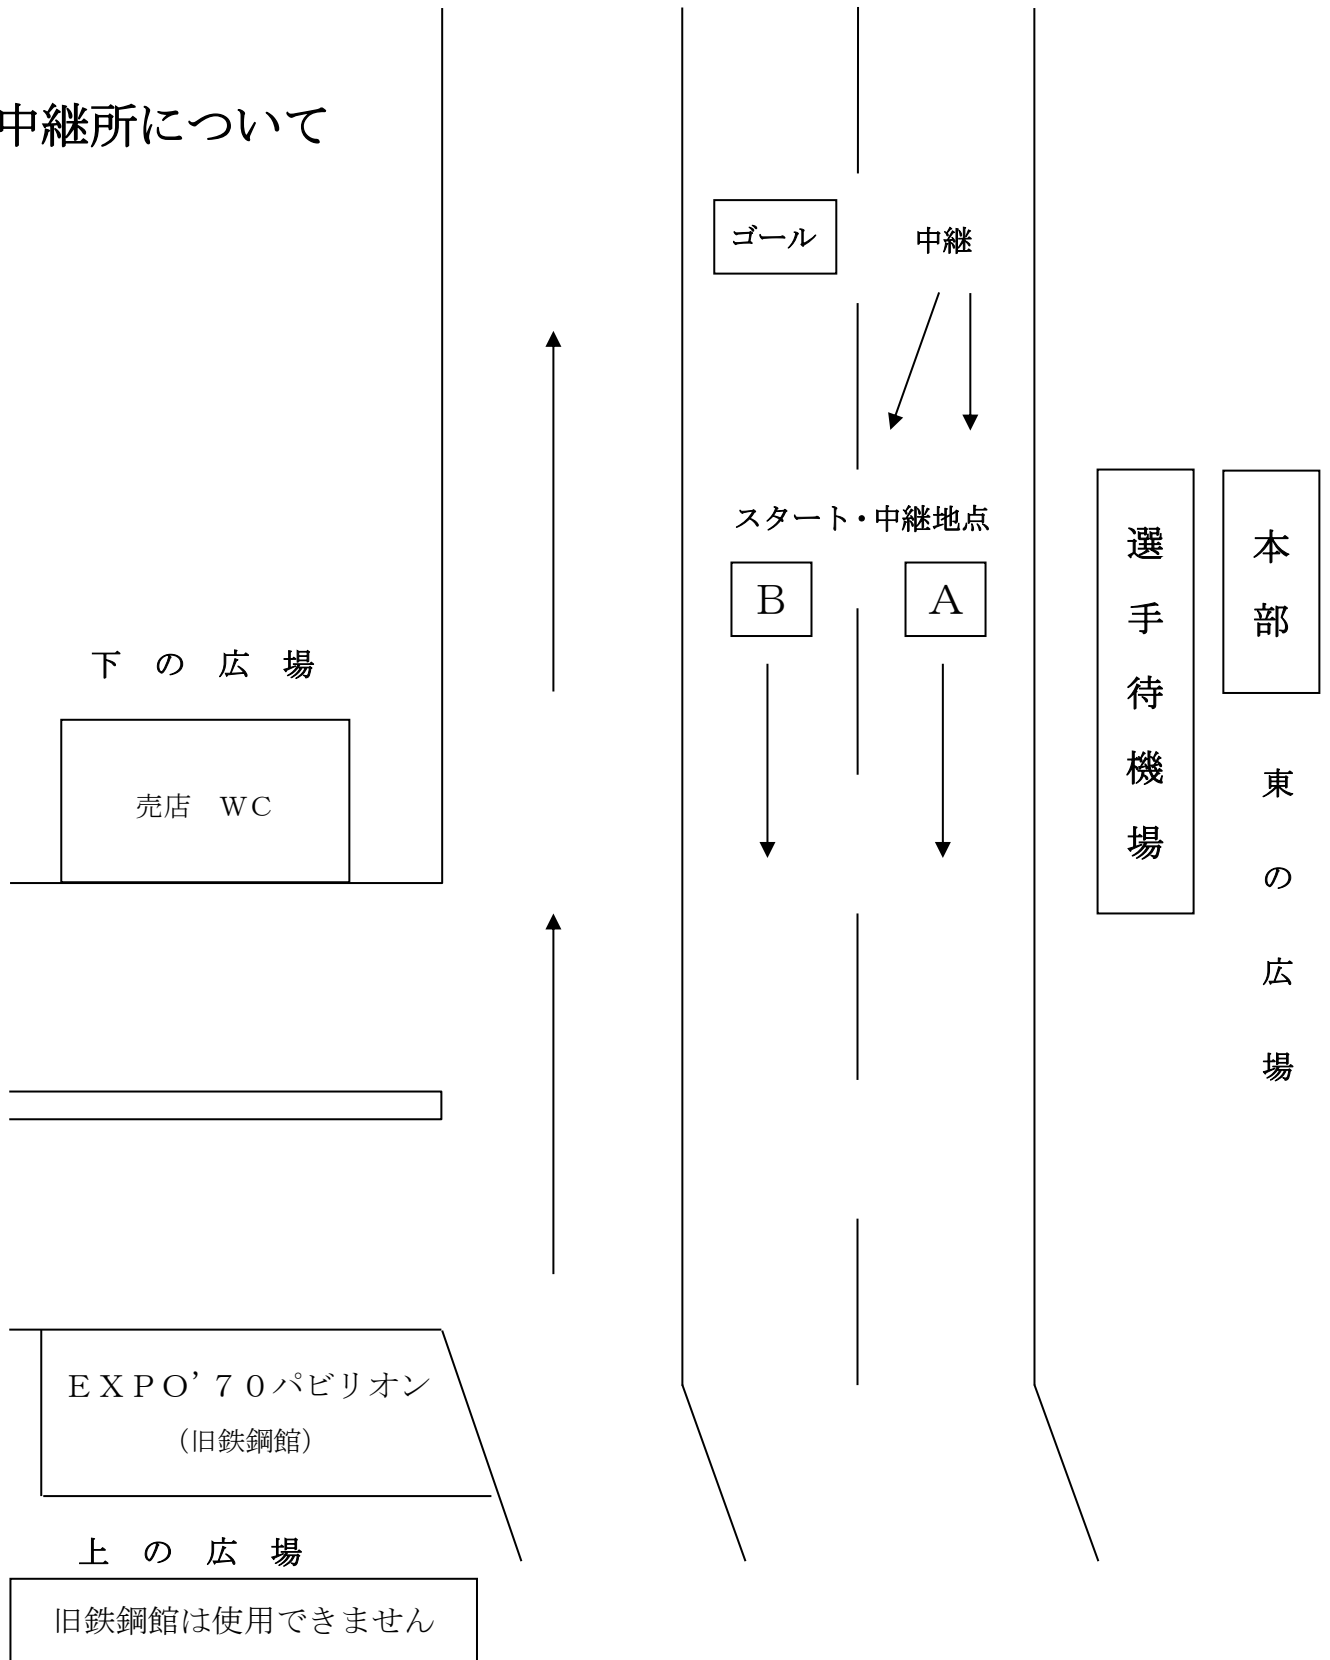 中継所について
ゴール
中継
スタート・中継地点
B
A
選手待機場
本部
東の広場
下の広場
売店　WC
EXPO’70パビリオン
（旧鉄鋼館）
上の広場
旧鉄鋼館は使用できません